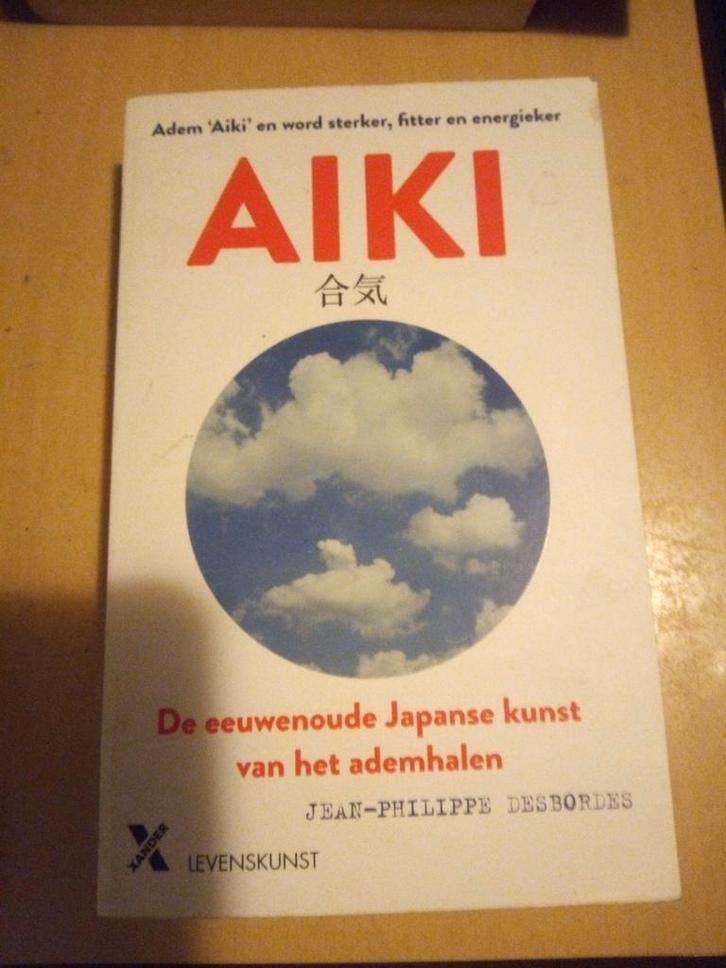 Adem ‘Aiki’ en word sterker, fitter en energieker
AIKI
合気
De eeuwenoude Japanse kunst
van het ademhalen
JEAN-PHILIPPE DESBORDES
XANDER
LEVENSKUNST